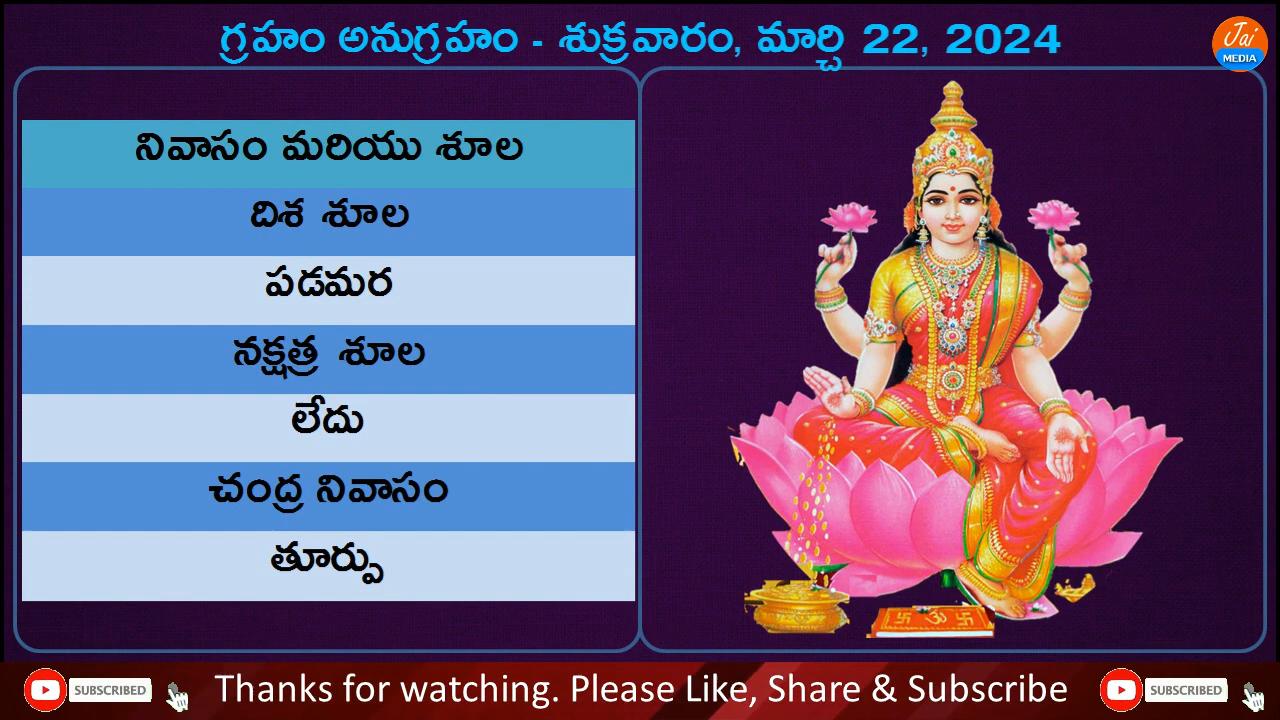 గ్రహం అనుగ్రహం - శుక్రవారం, మార్చి 22, 2024
Jai
MEDIA
నివాసం మరియు శూల
దిశ శూల
పడమర
నక్షత్ర శూల
లేదు
చంద్ర నివాసం
తూర్పు
ॐ
SUBSCRIBED
Thanks for watching. Please Like, Share & Subscribe
SUBSCRIBED